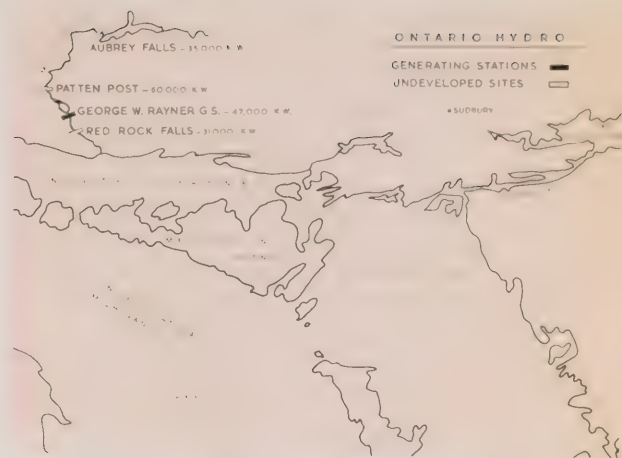 AUBREY FALLS - 35,000 K W
ONTARIO HYDRO
GENERATING STATIONS
UNDEVELOPED SITES
PATTEN POST - 60,000 K W
GEORGE W. RAYNER G S. - 47,000 K W.
SUDBURY
RED ROCK FALLS - 31,000 K W